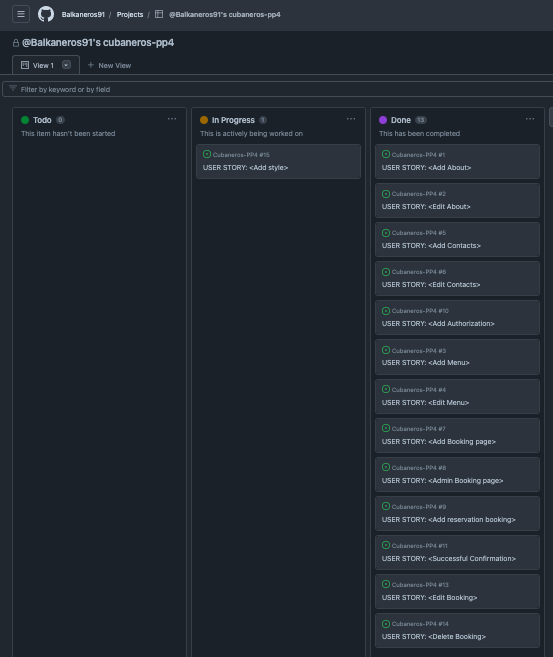 Balkaneros91 / Projects / @Balkaneros91's cubaneros-pp4
@Balkaneros91's cubaneros-pp4
View 1
+ New View
Filter by keyword or by field
Todo 0
This item hasn't been started
In Progress 1
This is actively being worked on
Cubaneros-PP4 #15
USER STORY: <Add style>
Done 13
This has been completed
Cubaneros-PP4 #1
USER STORY: <Add About>
Cubaneros-PP4 #2
USER STORY: <Edit About>
Cubaneros-PP4 #5
USER STORY: <Add Contacts>
Cubaneros-PP4 #6
USER STORY: <Edit Contacts>
Cubaneros-PP4 #10
USER STORY: <Add Authorization>
Cubaneros-PP4 #3
USER STORY: <Add Menu>
Cubaneros-PP4 #4
USER STORY: <Edit Menu>
Cubaneros-PP4 #7
USER STORY: <Add Booking page>
Cubaneros-PP4 #8
USER STORY: <Admin Booking page>
Cubaneros-PP4 #9
USER STORY: <Add reservation booking>
Cubaneros-PP4 #11
USER STORY: <Successful Confirmation>
Cubaneros-PP4 #13
USER STORY: <Edit Booking>
Cubaneros-PP4 #14
USER STORY: <Delete Booking>